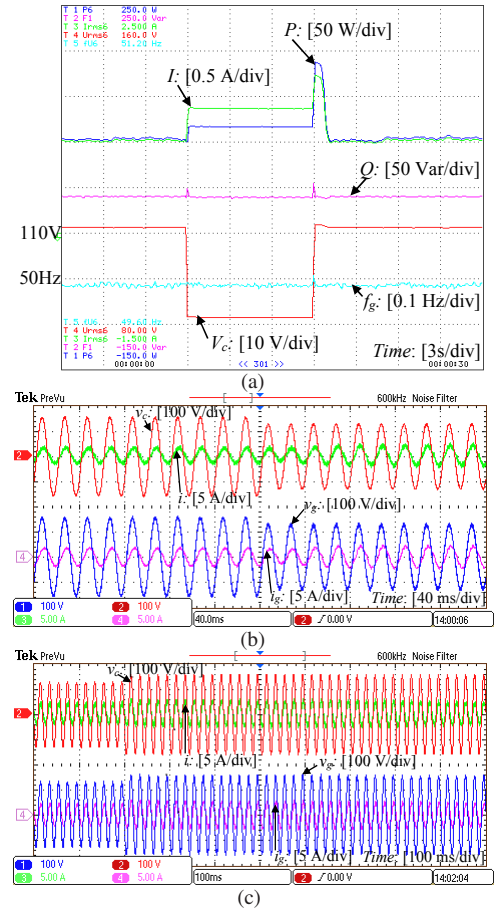 T 1 P6 250.0 W
T 2 F1 250.0 Var
T 3 Irms6 2.500 A
T 4 Urms6 160.0 V
T 5 AV6 51.20 Hz
P: [50 W/div]
I: [0.5 A/div]
Q: [50 Var/div]
110V
50Hz
fg: [0.1 Hz/div]
T 5 AV6 49.60 Hz
T 4 Urms6 80.00 V
T 3 Irms6 -1.500 A
T 2 F1 -150.0 Var
T 1 P6 -150.0 W
Vc: [10 V/div]
Time: [3s/div]
00:00:00 << 301 >> 00:00:30
(a)
Tek PreVu 600kHz Noise Filter
vc: [100 V/div]
2
i: [5 A/div]
vg: [100 V/div]
4
ig: [5 A/div]
Time: [40 ms/div]
1 100 V 2 100 V
3 5.00 A 4 5.00 A
40.0ms
2 0.00 V
14:00:06
(b)
Tek PreVu 600kHz Noise Filter
vc: [100 V/div]
2
i: [5 A/div]
vg: [100 V/div]
4
ig: [5 A/div]
Time: [100 ms/div]
1 100 V 2 100 V
3 5.00 A 4 5.00 A
100ms
2 0.00 V
14:02:04
(c)